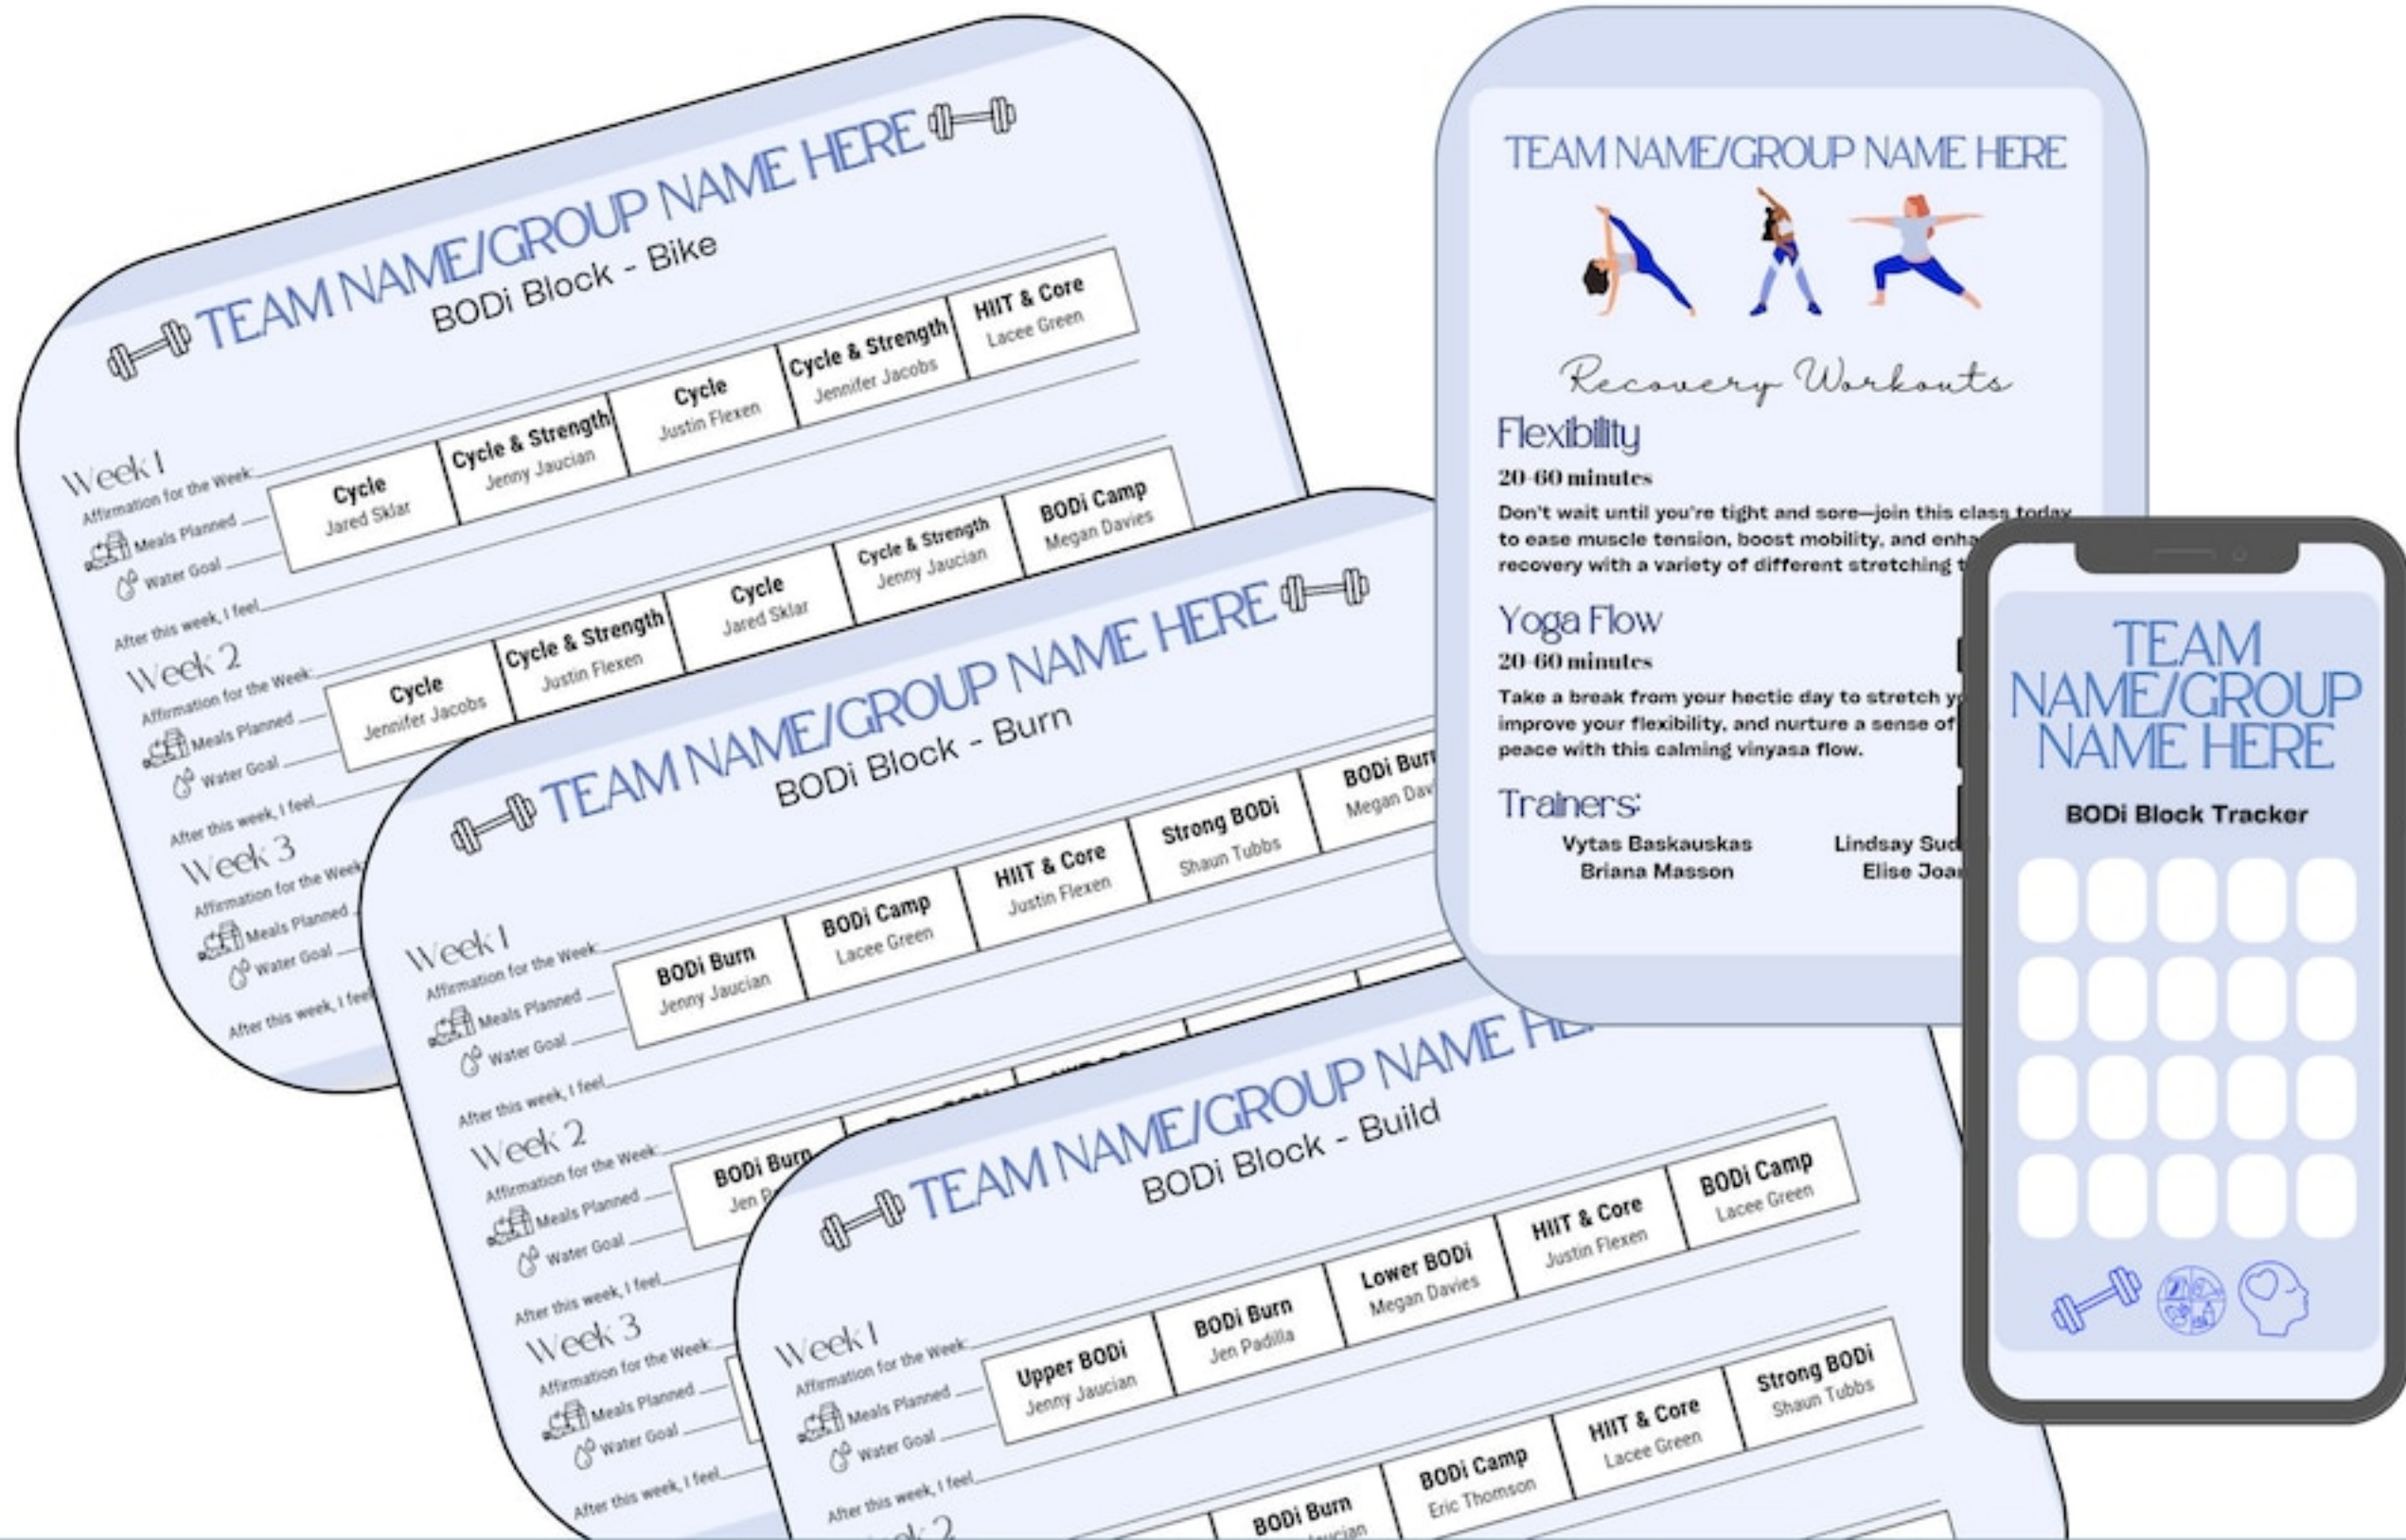 TEAM NAME/GROUP NAME HERE
BODi Block - Bike
Week 1
Affirmation for the Week:
Meals Planned
Water Goal
Cycle
Jared Sklar
Cycle & Strength
Jenny Jaucian
Cycle
Justin Flexen
Cycle & Strength
Jennifer Jacobs
HIIT & Core
Lacee Green
After this week, I feel
Week 2
Affirmation for the Week:
Meals Planned
Water Goal
Cycle
Jennifer Jacobs
Cycle & Strength
Justin Flexen
Cycle
Jared Sklar
Cycle & Strength
Jenny Jaucian
BODi Camp
Megan Davies
After this week, I feel
Week 3
Affirmation for the Week
Meals Planned
Water Goal
After this week, I feel
TEAM NAME/GROUP NAME HERE
BODi Block - Burn
Week 1
Affirmation for the Week:
Meals Planned
Water Goal
BODi Burn
Jenny Jaucian
BODi Camp
Lacee Green
HIIT & Core
Justin Flexen
Strong BODi
Shaun Tubbs
BODi Burn
Megan
After this week, I feel
Week 2
Affirmation for the Week:
Meals Planned
Water Goal
BODi Burn
Jen
After this week, I feel
Week 3
Affirmation for the Week:
Meals Planned
Water Goal
After this week, I feel
TEAM NAME/GROUP NAME
BODi Block - Build
Week 1
Affirmation for the Week:
Meals Planned
Water Goal
Upper BODi
Jenny Jaucian
BODi Burn
Jen Padilla
Lower BODi
Megan Davies
HIIT & Core
Justin Flexen
BODi Camp
Lacee Green
After this week, I feel
2
BODi Burn
BODi Camp
Eric Thomson
HIIT & Core
Lacee Green
Strong BODi
Shaun Tubbs
TEAM NAME/GROUP NAME HERE
Recovery Workouts
Flexibility
20-60 minutes
Don't wait until you're tight and sore—join this class today
to ease muscle tension, boost mobility, and
recovery with a variety of different stretching
Yoga Flow
20-60 minutes
Take a break from your hectic day to stretch
improve your flexibility, and nurture a sense of
peace with this calming vinyasa flow.
Trainers:
Vytas Baskauskas
Lindsay
Briana Masson
Elise
TEAM
NAME/GROUP
NAME HERE
BODi Block Tracker